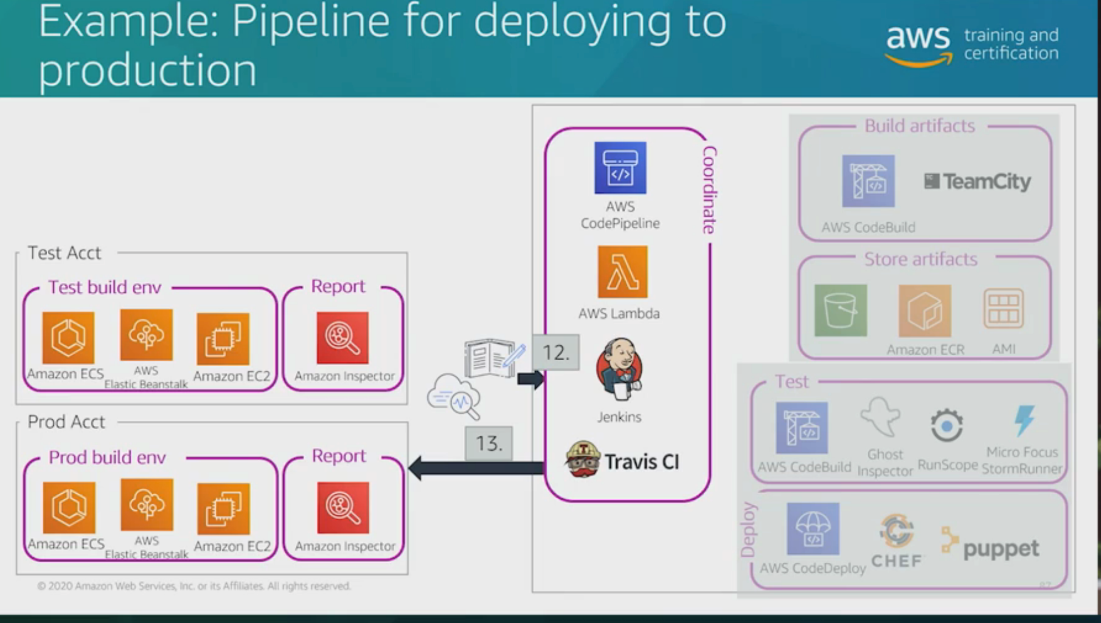 Example: Pipeline for deploying to
production
aws
training and
certification
Test Acct
Test build env
Report
Amazon ECS
AWS
Elastic Beanstalk
Amazon EC2
Amazon Inspector
Prod Acct
Prod build env
Report
Amazon ECS
AWS
Elastic Beanstalk
Amazon EC2
Amazon Inspector
12.
13.
Coordinate
AWS
CodePipeline
AWS Lambda
Jenkins
Travis CI
Build artifacts
AWS CodeBuild
TeamCity
Store artifacts
Amazon ECR
AMI
Test
AWS CodeBuild
Ghost
Inspector
RunScope
Micro Focus
StormRunner
Deploy
AWS CodeDeploy
CHEF
puppet
© 2020 Amazon Web Services, Inc. or its Affiliates. All rights reserved.